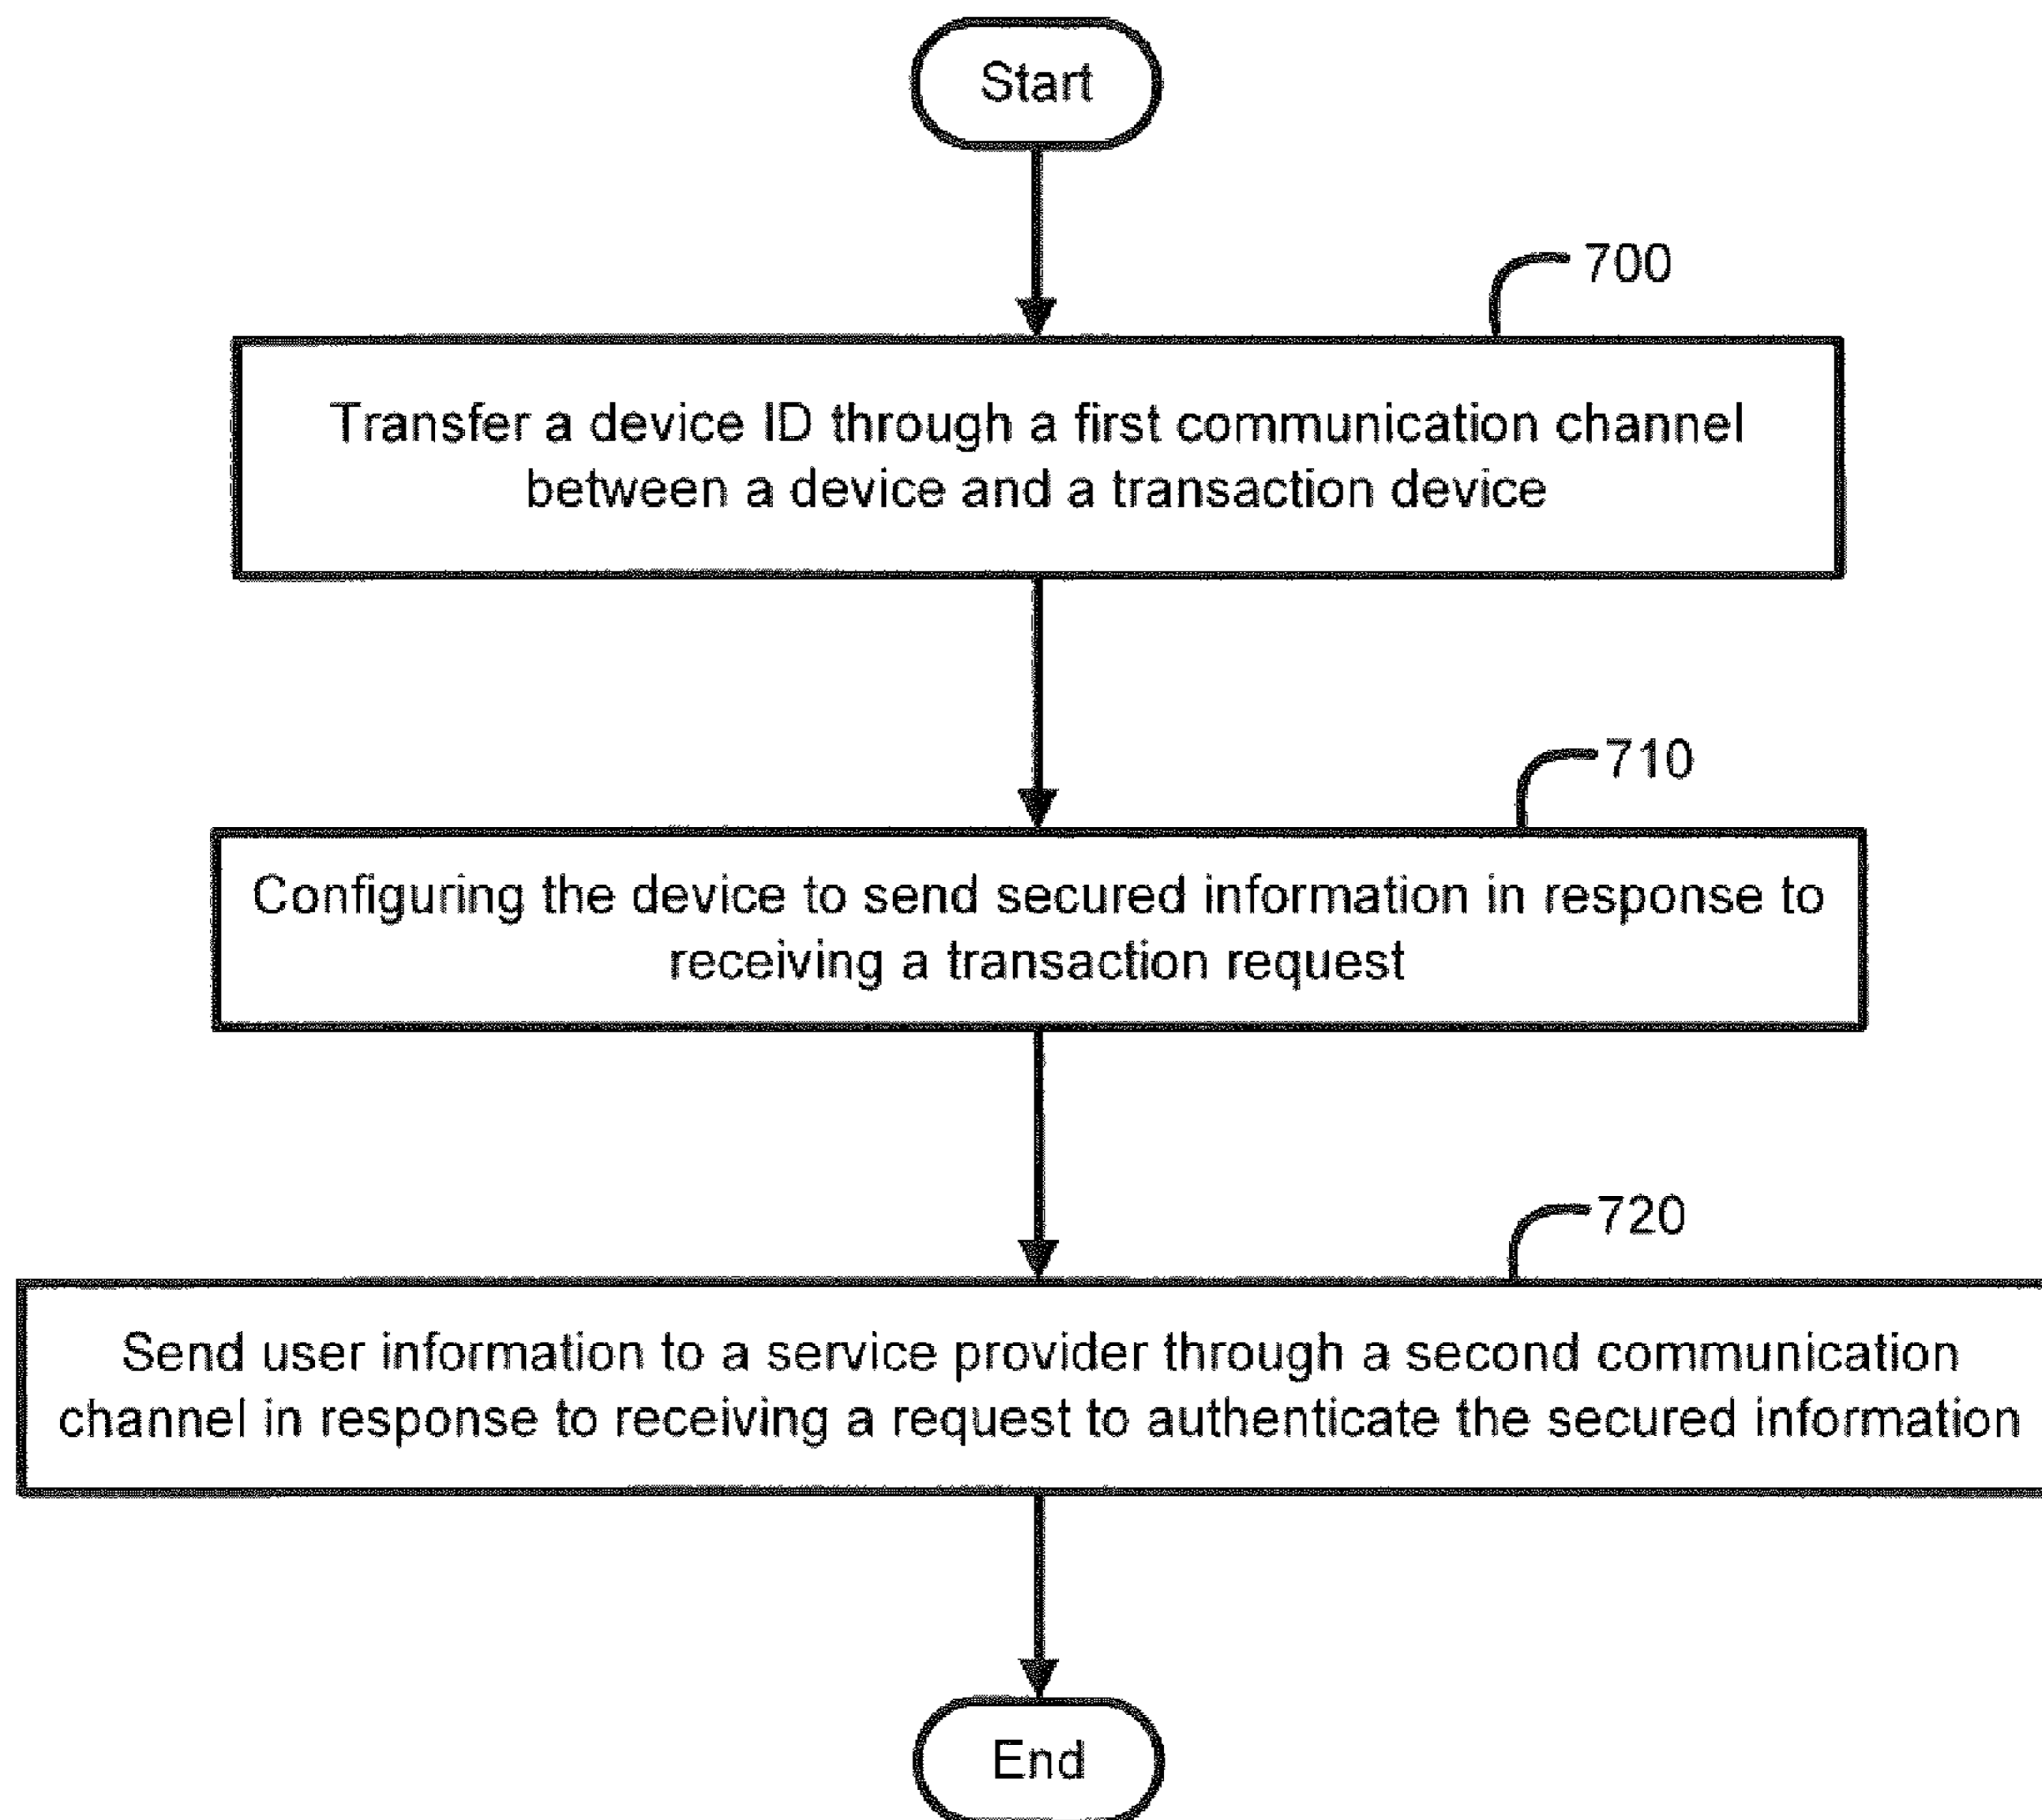 Start
700
Transfer a device ID through a first communication channel
between a device and a transaction device
710
Configuring the device to send secured information in response to
receiving a transaction request
720
Send user information to a service provider through a second communication
channel in response to receiving a request to authenticate the secured information
End